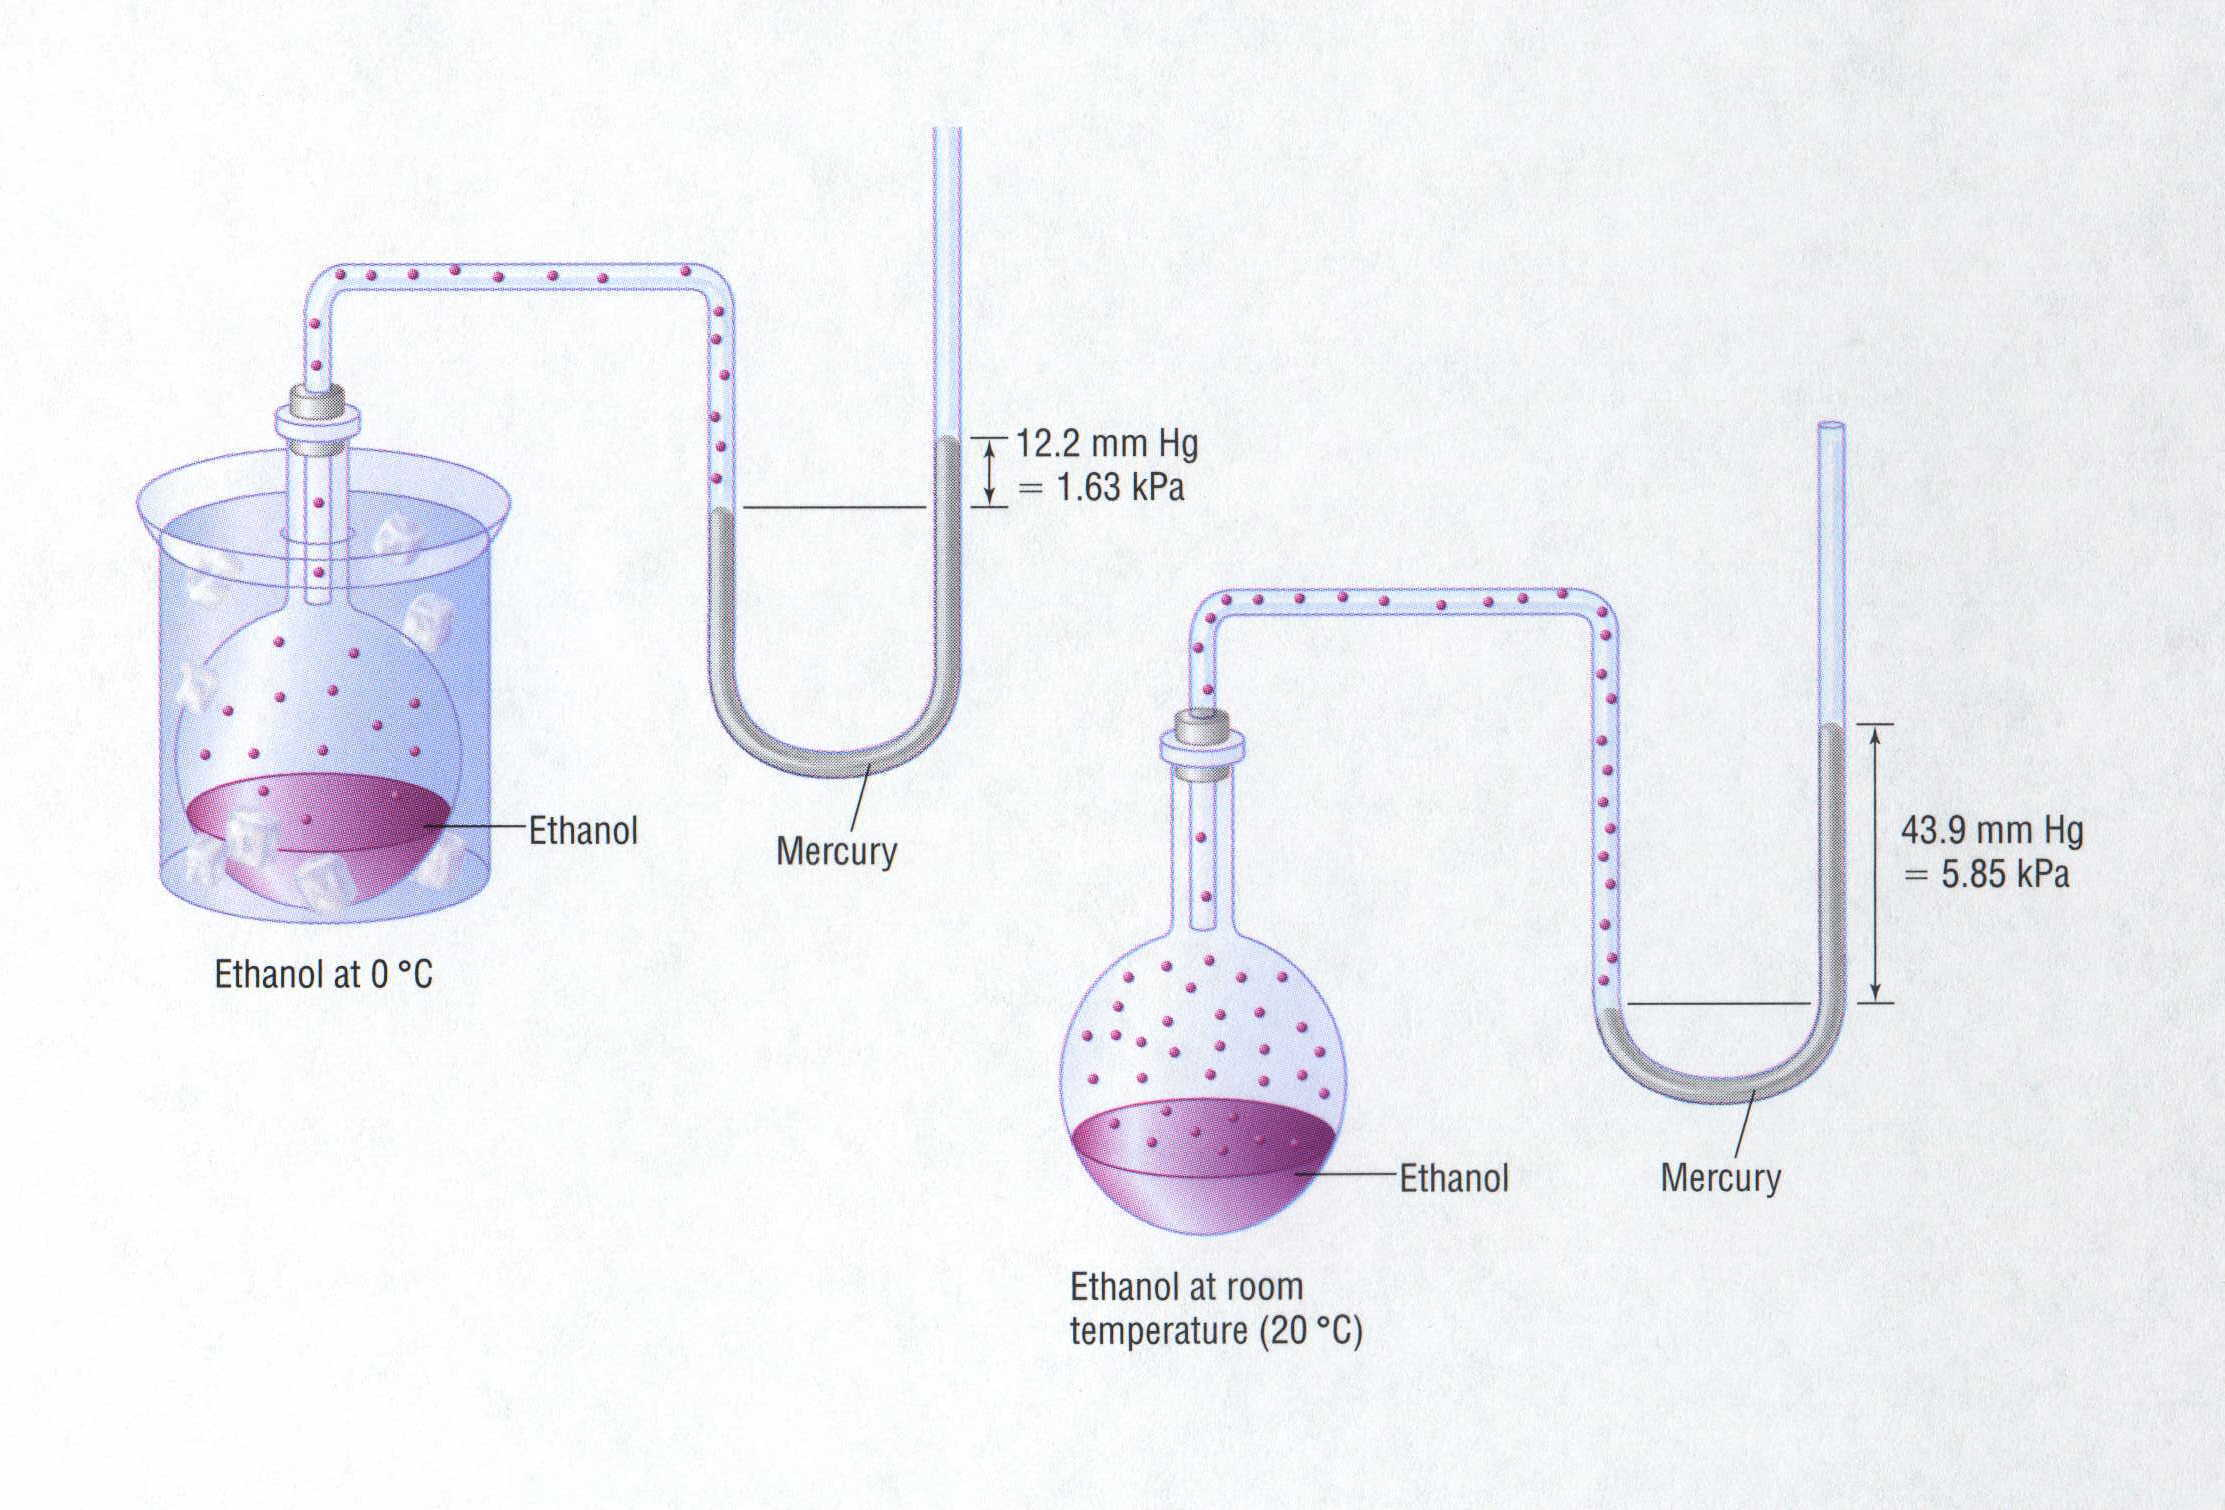 12.2 mm Hg
= 1.63 kPa
Ethanol
Mercury
Ethanol at 0 °C
43.9 mm Hg
= 5.85 kPa
Ethanol
Mercury
Ethanol at room
temperature (20 °C)